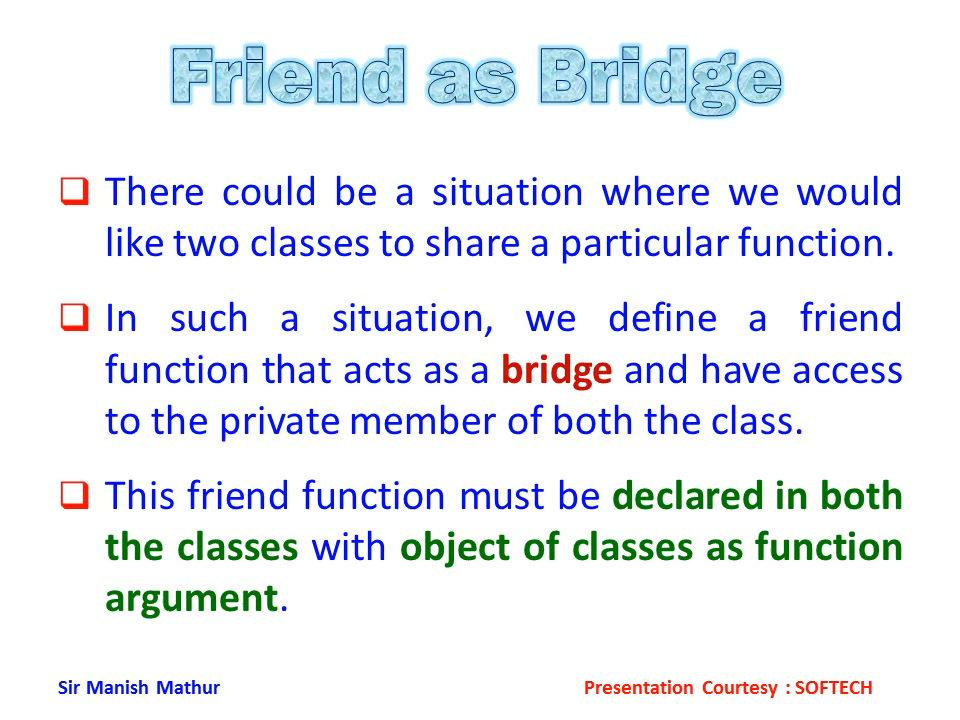 Friend as Bridge
There could be a situation where we would
like two classes to share a particular function.
In such a situation, we define a friend
function that acts as a bridge and have access
to the private member of both the class.
This friend function must be declared in both
the classes with object of classes as function
argument.
Sir Manish Mathur Presentation Courtesy : SOFTECH